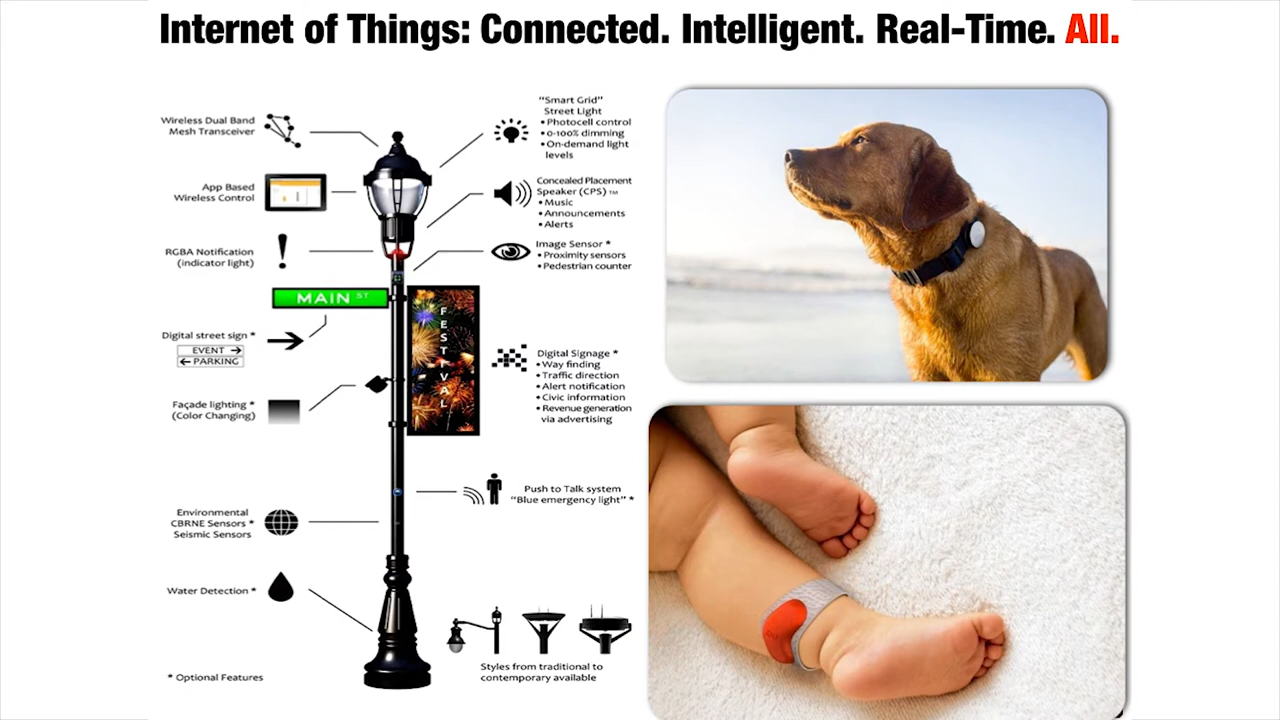 Internet of Things: Connected. Intelligent. Real-Time. All.
Wireless Dual Band
Mesh Transceiver
App Based
Wireless Control
RGBA Notification
(indicator light)
MAIN ST
Digital street sign *
EVENT →
← PARKING
Façade lighting *
(Color Changing)
Environmental
CBRNE Sensors *
Seismic Sensors
Water Detection *
* Optional Features
"Smart Grid"
Street Light
• Photocell control
• 0-100% dimming
• On-demand light
levels
Concealed Placement
Speaker (CPS) TM
• Music
• Announcements
• Alerts
Image Sensor *
• Proximity sensors
• Pedestrian counter
FESTIVAL
Digital Signage *
• Way finding
• Traffic direction
• Alert notification
• Civic information
• Revenue generation
via advertising
Push to Talk system
"Blue emergency light" *
Styles from traditional to
contemporary available